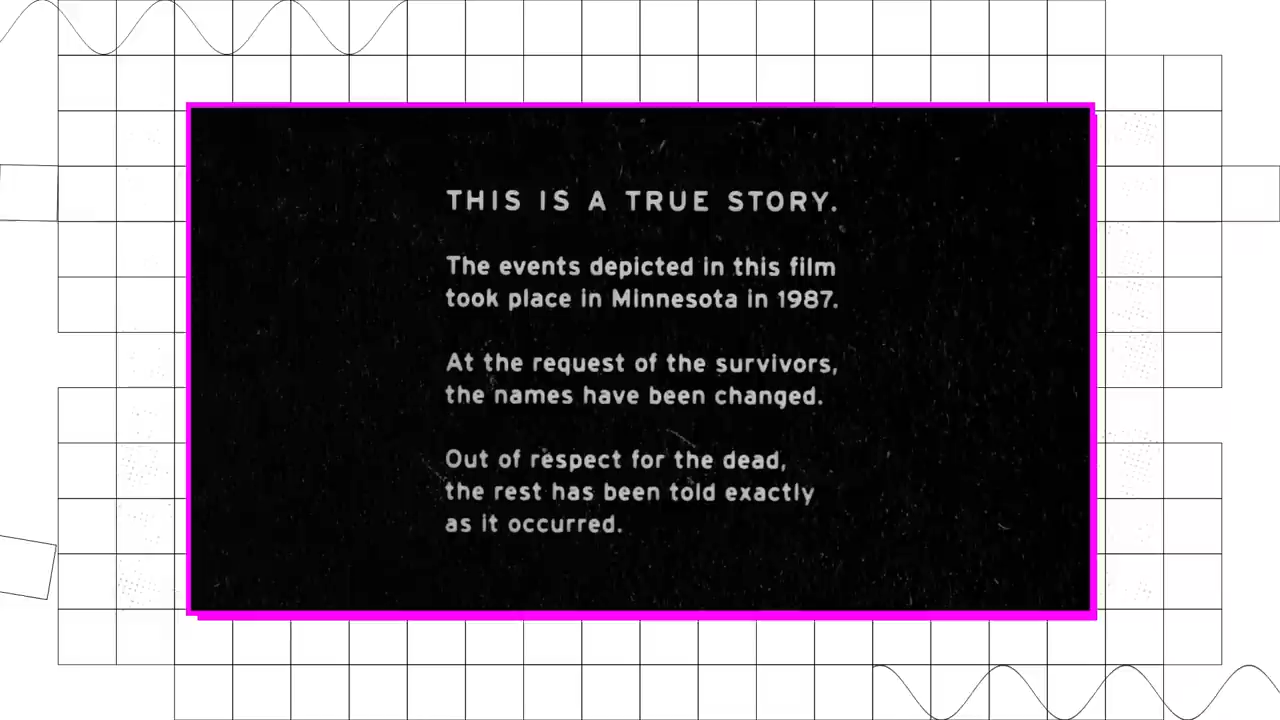 THIS IS A TRUE STORY.
The events depicted in this film
took place in Minnesota in 1987.
At the request of the survivors,
the names have been changed.
Out of respect for the dead,
the rest has been told exactly
as it occurred.